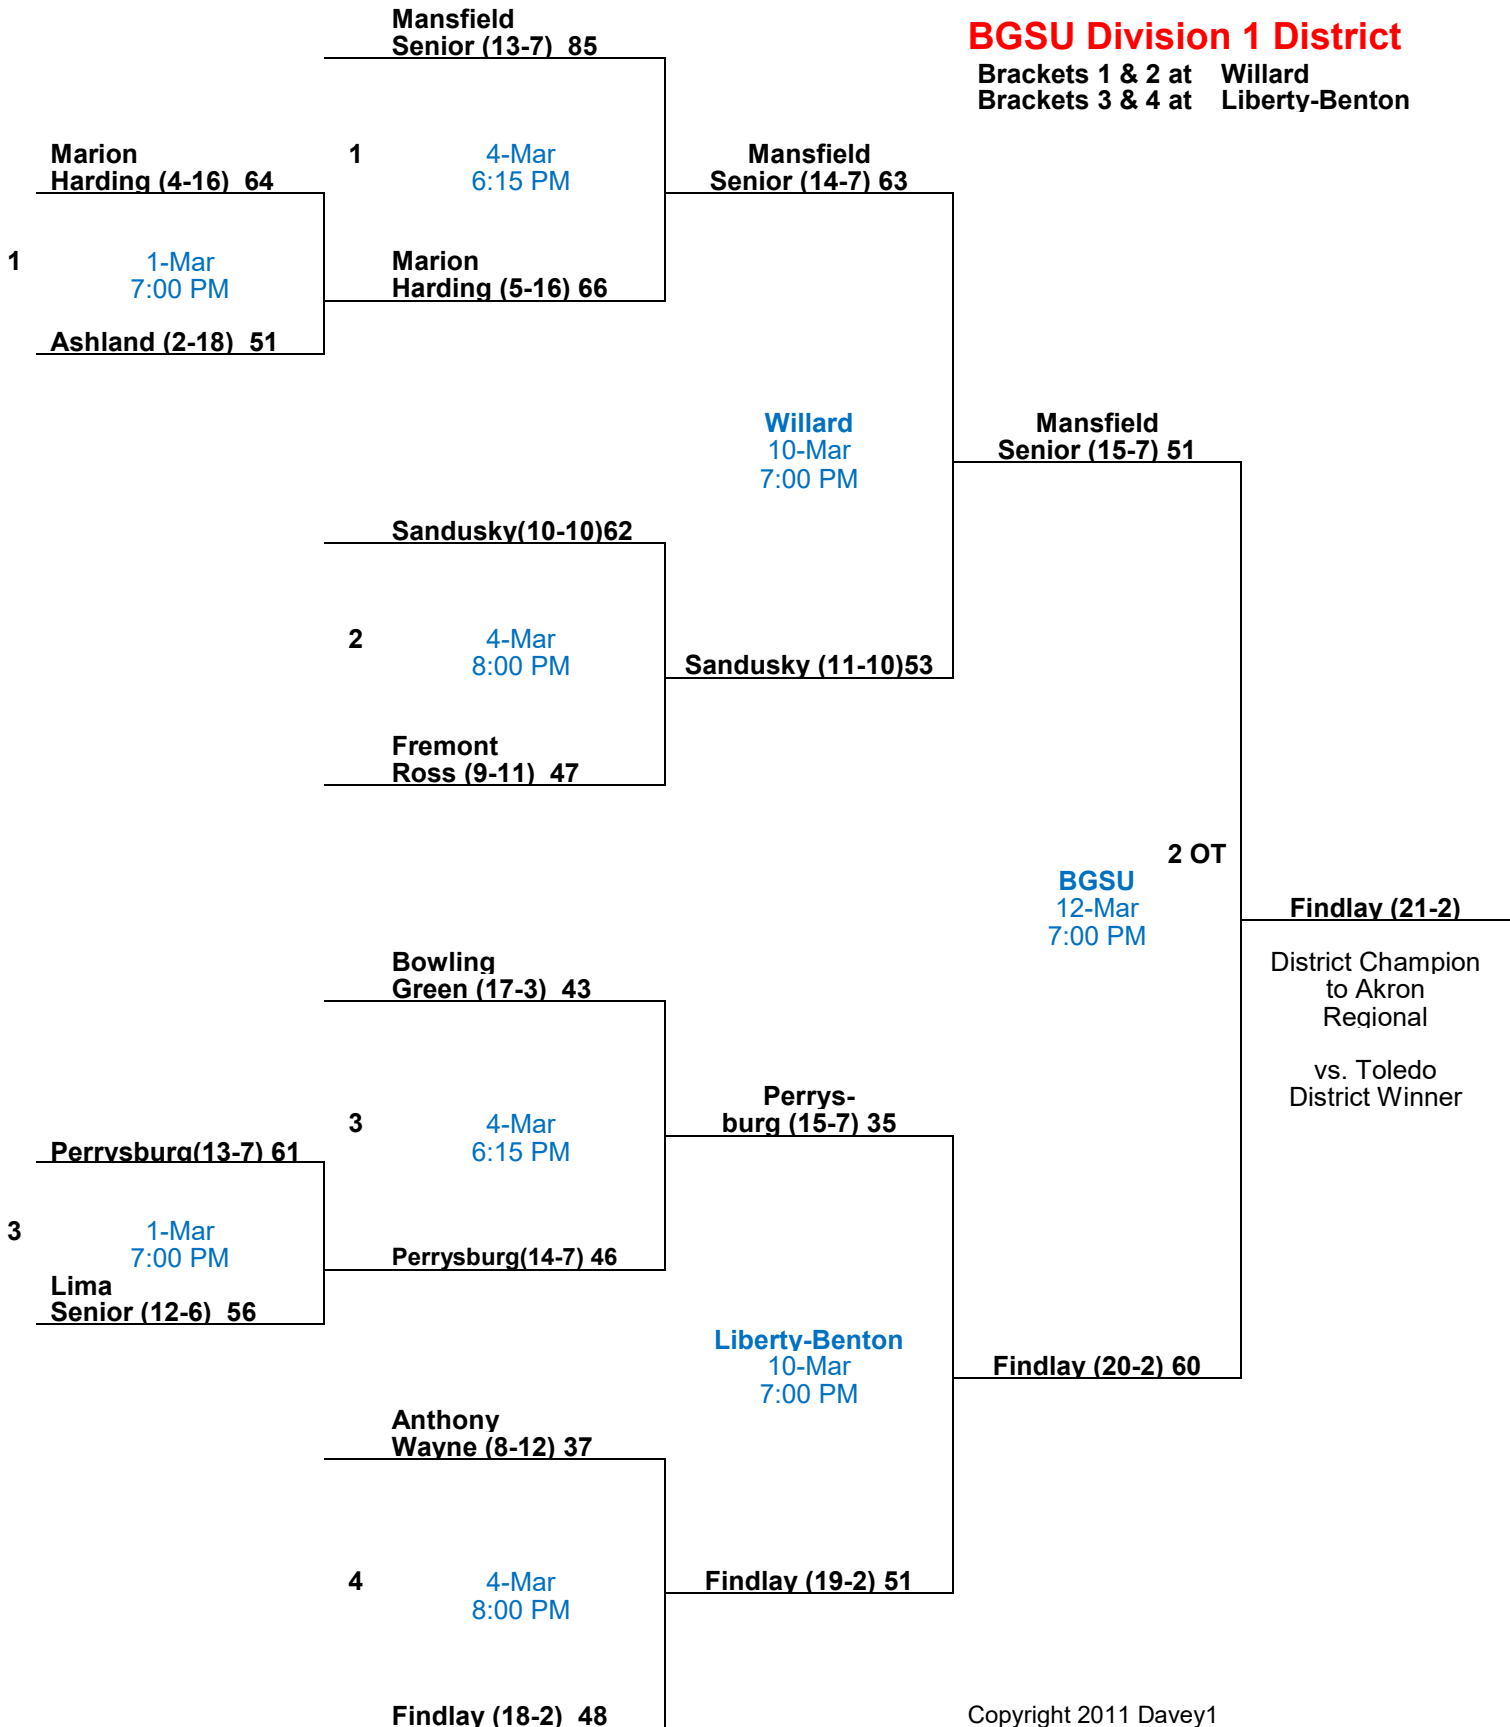 Mansfield
Senior (13-7)  85
BGSU Division 1 District
Brackets 1 & 2 at    Willard
Brackets 3 & 4 at    Liberty-Benton
Marion
Harding (4-16)  64
1
4-Mar
6:15 PM
Mansfield
Senior (14-7) 63
1
1-Mar
7:00 PM
Marion
Harding (5-16) 66
Ashland (2-18)  51
Willard
10-Mar
7:00 PM
Mansfield
Senior (15-7) 51
Sandusky(10-10)62
2
4-Mar
8:00 PM
Sandusky (11-10)53
Fremont
Ross (9-11)  47
2 OT
BGSU
12-Mar
7:00 PM
Findlay (21-2)
District Champion
to Akron
Regional
vs. Toledo
District Winner
Bowling
Green (17-3)  43
3
4-Mar
6:15 PM
Perrys-
burg (15-7) 35
Perrysburg(13-7) 61
3
1-Mar
7:00 PM
Perrysburg(14-7) 46
Lima
Senior (12-6)  56
Liberty-Benton
10-Mar
7:00 PM
Findlay (20-2) 60
Anthony
Wayne (8-12) 37
4
4-Mar
8:00 PM
Findlay (19-2) 51
Findlay (18-2)  48
Copyright 2011 Davey1